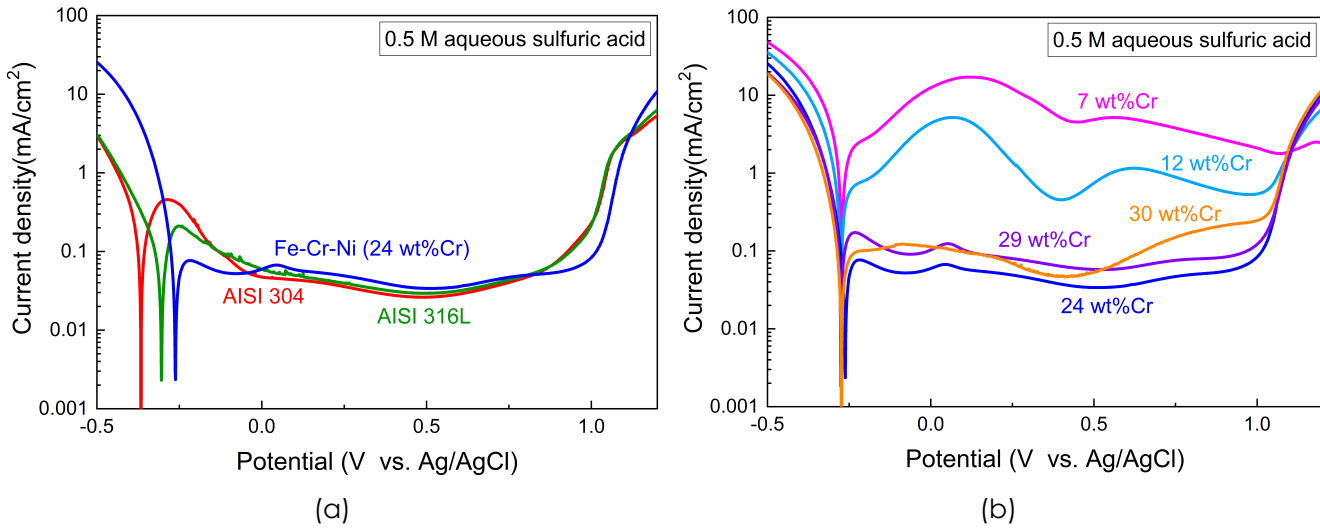 100
10
1
0.1
0.01
0.001
Current density(mA/cm²)
0.5 M aqueous sulfuric acid
Fe-Cr-Ni (24 wt%Cr)
AISI 304
AISI 316L
-0.5
0.0
0.5
1.0
Potential (V vs. Ag/AgCl)
(a)
100
10
1
0.1
0.01
0.001
Current density(mA/cm²)
0.5 M aqueous sulfuric acid
7 wt%Cr
12 wt%Cr
30 wt%Cr
29 wt%Cr
24 wt%Cr
-0.5
0.0
0.5
1.0
Potential (V vs. Ag/AgCl)
(b)